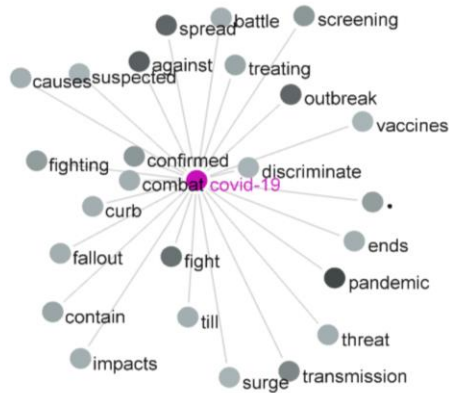 spread
battle
screening
against
treating
causes
suspected
outbreak
vaccines
confirmed
fighting
discriminate
combat
covid-19
curb
.
ends
fallout
fight
pandemic
contain
till
threat
impacts
surge
transmission